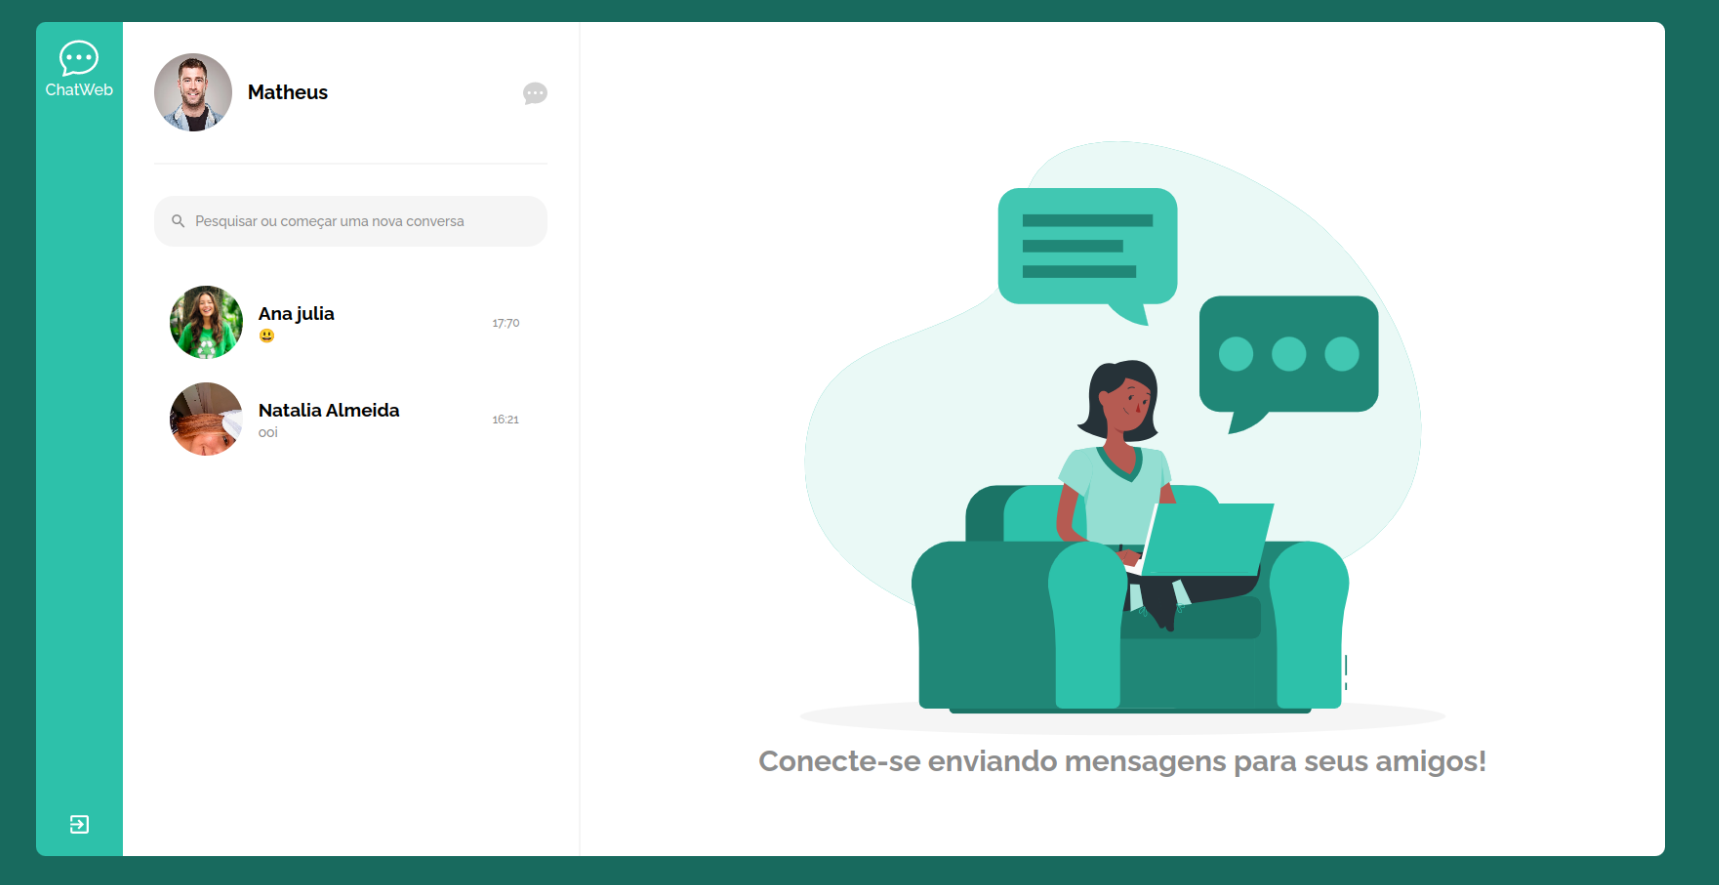 ChatWeb
Matheus
Pesquisar ou começar uma nova conversa
Ana julia
😃
17:70
Natalia Almeida
ooi
16:21
Conecte-se enviando mensagens para seus amigos!